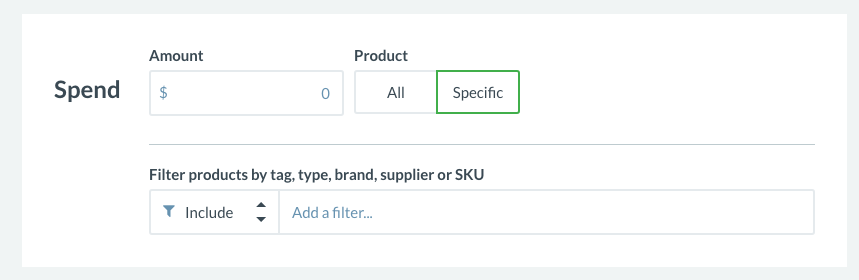 Amount
Product
Spend
$ 0
All
Specific
Filter products by tag, type, brand, supplier or SKU
Include
Add a filter...